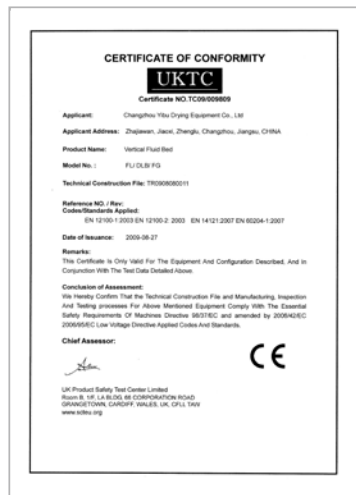 CERTIFICATE OF CONFORMITY
UKTC
Certificate NO.TC09/009809
Applicant: Changzhou Yibu Drying Equipment Co., Ltd
Applicant Address: Zhajiawan, Jiaoxi, Zhenglu, Changzhou, Jiangsu, CHINA
Product Name: Vertical Fluid Bed
Model No. : FL/ DLB/ FG
Technical Construction File: TR0908080011
Reference NO. / Rev:
Codes/Standards Applied:
EN 12100-1:2003 EN 12100-2: 2003 EN 14121:2007 EN 60204-1:2007
Date of Issuance: 2009-08-27
Remarks:
This Certificate Is Only Valid For The Equipment And Configuration Described, And In
Conjunction With The Test Data Detailed Above.
Conclusion of Assessment:
We Hereby Confirm That the Technical Construction File and Manufacturing, Inspection
And Testing processes For Above Mentioned Equipment Comply With The Essential
Safety Requirements Of Machines Directive 98/37/EC and amended by 2006/42/EC
2006/95/EC Low Voltage Directive Applied Codes And Standards.
Chief Assessor:
CE
UK Product Safety Test Center Limited
Room B, 1/F, LA BLDG, 66 CORPORATION ROAD
GRANGETOWN, CARDIFF, WALES, UK, CFLL TAW